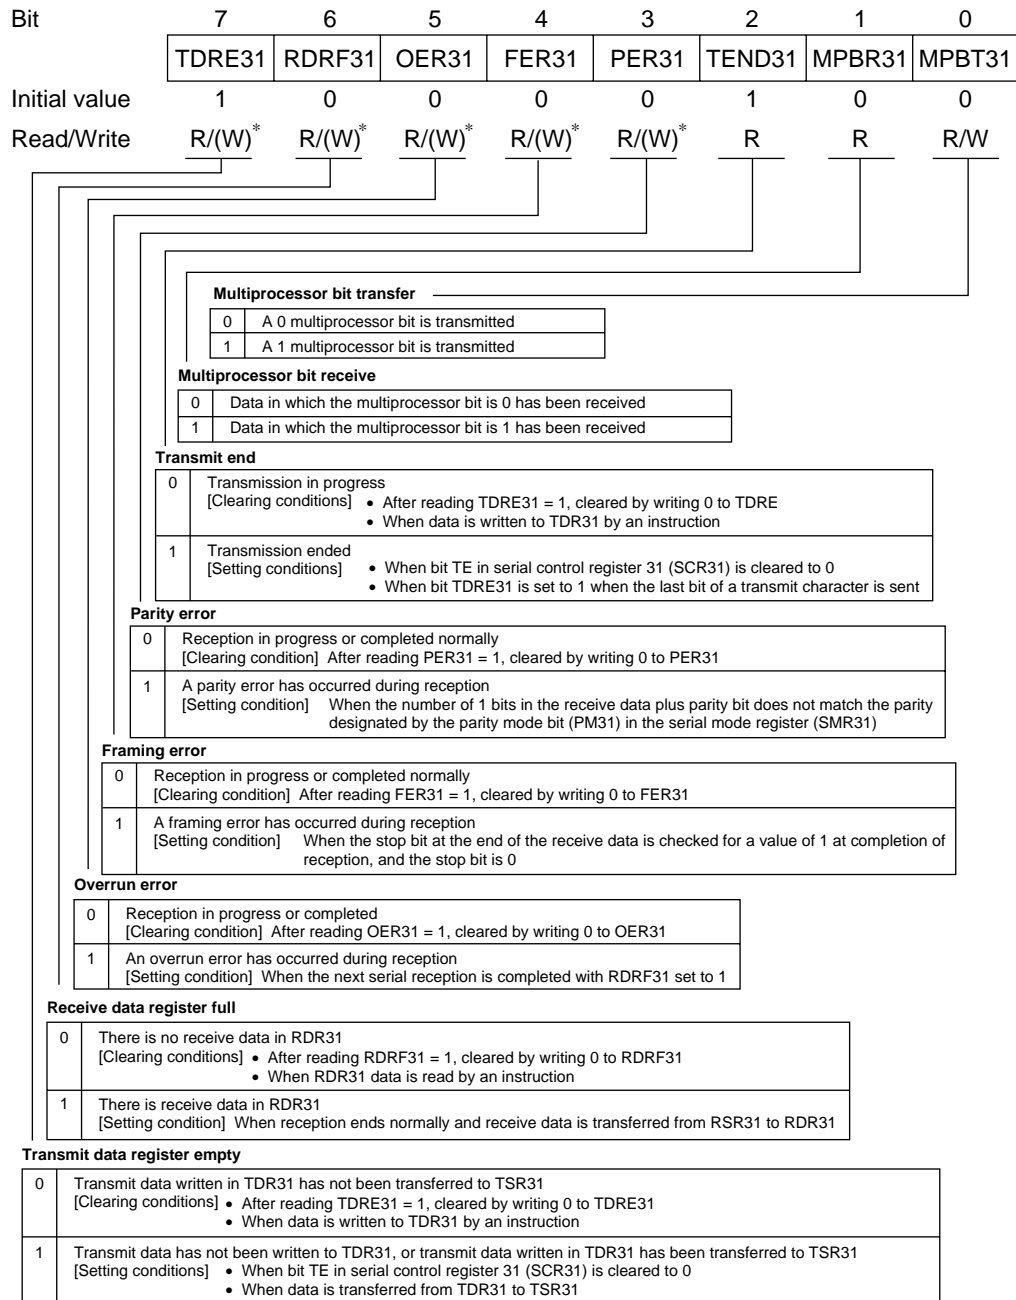 Bit 7 6 5 4 3 2 1 0
TDRE31 RDRF31 OER31 FER31 PER31 TEND31 MPBR31 MPBT31
Initial value 1 0 0 0 0 1 0 0
Read/Write R/(W)* R/(W)* R/(W)* R/(W)* R/(W)* R R R/W
Multiprocessor bit transfer
0 A 0 multiprocessor bit is transmitted
1 A 1 multiprocessor bit is transmitted
Multiprocessor bit receive
0 Data in which the multiprocessor bit is 0 has been received
1 Data in which the multiprocessor bit is 1 has been received
Transmit end
0 Transmission in progress
[Clearing conditions] • After reading TDRE31 = 1, cleared by writing 0 to TDRE
• When data is written to TDR31 by an instruction
1 Transmission ended
[Setting conditions] • When bit TE in serial control register 31 (SCR31) is cleared to 0
• When bit TDRE31 is set to 1 when the last bit of a transmit character is sent
Parity error
0 Reception in progress or completed normally
[Clearing condition] After reading PER31 = 1, cleared by writing 0 to PER31
1 A parity error has occurred during reception
[Setting condition] When the number of 1 bits in the receive data plus parity bit does not match the parity
designated by the parity mode bit (PM31) in the serial mode register (SMR31)
Framing error
0 Reception in progress or completed normally
[Clearing condition] After reading FER31 = 1, cleared by writing 0 to FER31
1 A framing error has occurred during reception
[Setting condition] When the stop bit at the end of the receive data is checked for a value of 1 at completion of
reception, and the stop bit is 0
Overrun error
0 Reception in progress or completed
[Clearing condition] After reading OER31 = 1, cleared by writing 0 to OER31
1 An overrun error has occurred during reception
[Setting condition] When the next serial reception is completed with RDRF31 set to 1
Receive data register full
0 There is no receive data in RDR31
[Clearing conditions] • After reading RDRF31 = 1, cleared by writing 0 to RDRF31
• When RDR31 data is read by an instruction
1 There is receive data in RDR31
[Setting condition] When reception ends normally and receive data is transferred from RSR31 to RDR31
Transmit data register empty
0 Transmit data written in TDR31 has not been transferred to TSR31
[Clearing conditions] • After reading TDRE31 = 1, cleared by writing 0 to TDRE31
• When data is written to TDR31 by an instruction
1 Transmit data has not been written to TDR31, or transmit data written in TDR31 has been transferred to TSR31
[Setting conditions] • When bit TE in serial control register 31 (SCR31) is cleared to 0
• When data is transferred from TDR31 to TSR31